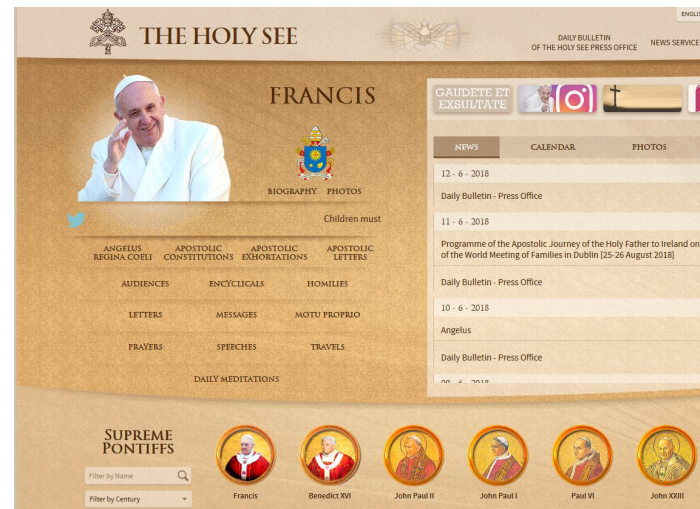 ENGLIS
THE HOLY SEE
DAILY BULLETIN
OF THE HOLY SEE PRESS OFFICE
NEWS SERVICE
FRANCIS
BIOGRAPHY PHOTOS
Children must
ANGELUS
REGINA COELI
APOSTOLIC
CONSTITUTIONS
APOSTOLIC
EXHORTATIONS
APOSTOLIC
LETTERS
AUDIENCES ENCYCLICALS HOMILIES
LETTERS MESSAGES MOTU PROPRIO
PRAYERS SPEECHES TRAVELS
DAILY MEDITATIONS
GAUDETE ET
EXSULTATE
NEWS CALENDAR PHOTOS
12 - 6 - 2018
Daily Bulletin - Press Office
11 - 6 - 2018
Programme of the Apostolic Journey of the Holy Father to Ireland on
of the World Meeting of Families in Dublin [25-26 August 2018]
Daily Bulletin - Press Office
10 - 6 - 2018
Angelus
Daily Bulletin - Press Office
SUPREME
PONTIFFS
Filter by Name
Filter by Century
Francis Benedict XVI John Paul II John Paul I Paul VI John XXIII